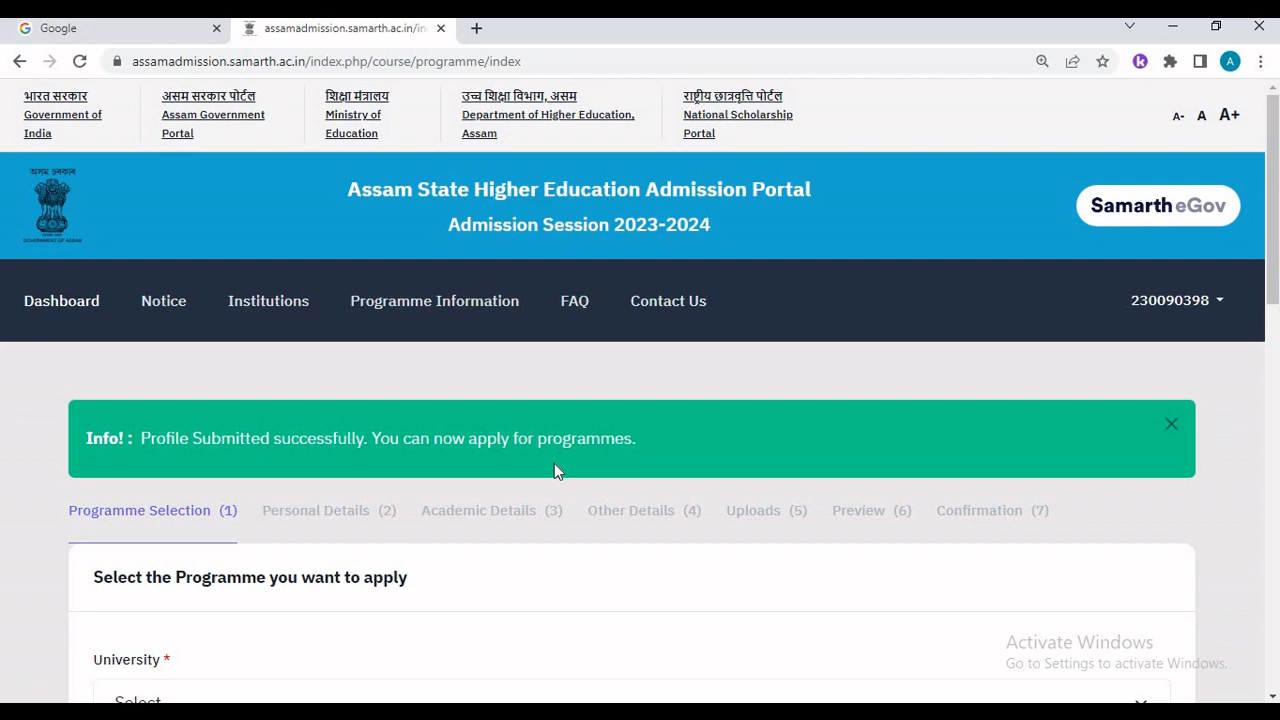 Google
assamadmission.samarth.ac.in/in
assamadmission.samarth.ac.in/index.php/course/programme/index
A
भारत सरकार
Government of
India
असम सरकार पोर्टल
Assam Government
Portal
शिक्षा मंत्रालय
Ministry of
Education
उच्च शिक्षा विभाग, असम
Department of Higher Education,
Assam
राष्ट्रीय छात्रवृत्ति पोर्टल
National Scholarship
Portal
A- A A+
অসম চৰকাৰ
GOVERNMENT OF ASSAM
Assam State Higher Education Admission Portal
Admission Session 2023-2024
Samarth eGov
Dashboard Notice Institutions Programme Information FAQ Contact Us 230090398
Info! : Profile Submitted successfully. You can now apply for programmes.
Programme Selection (1) Personal Details (2) Academic Details (3) Other Details (4) Uploads (5) Preview (6) Confirmation (7)
Select the Programme you want to apply
University *
Select
Activate Windows
Go to Settings to activate Windows.